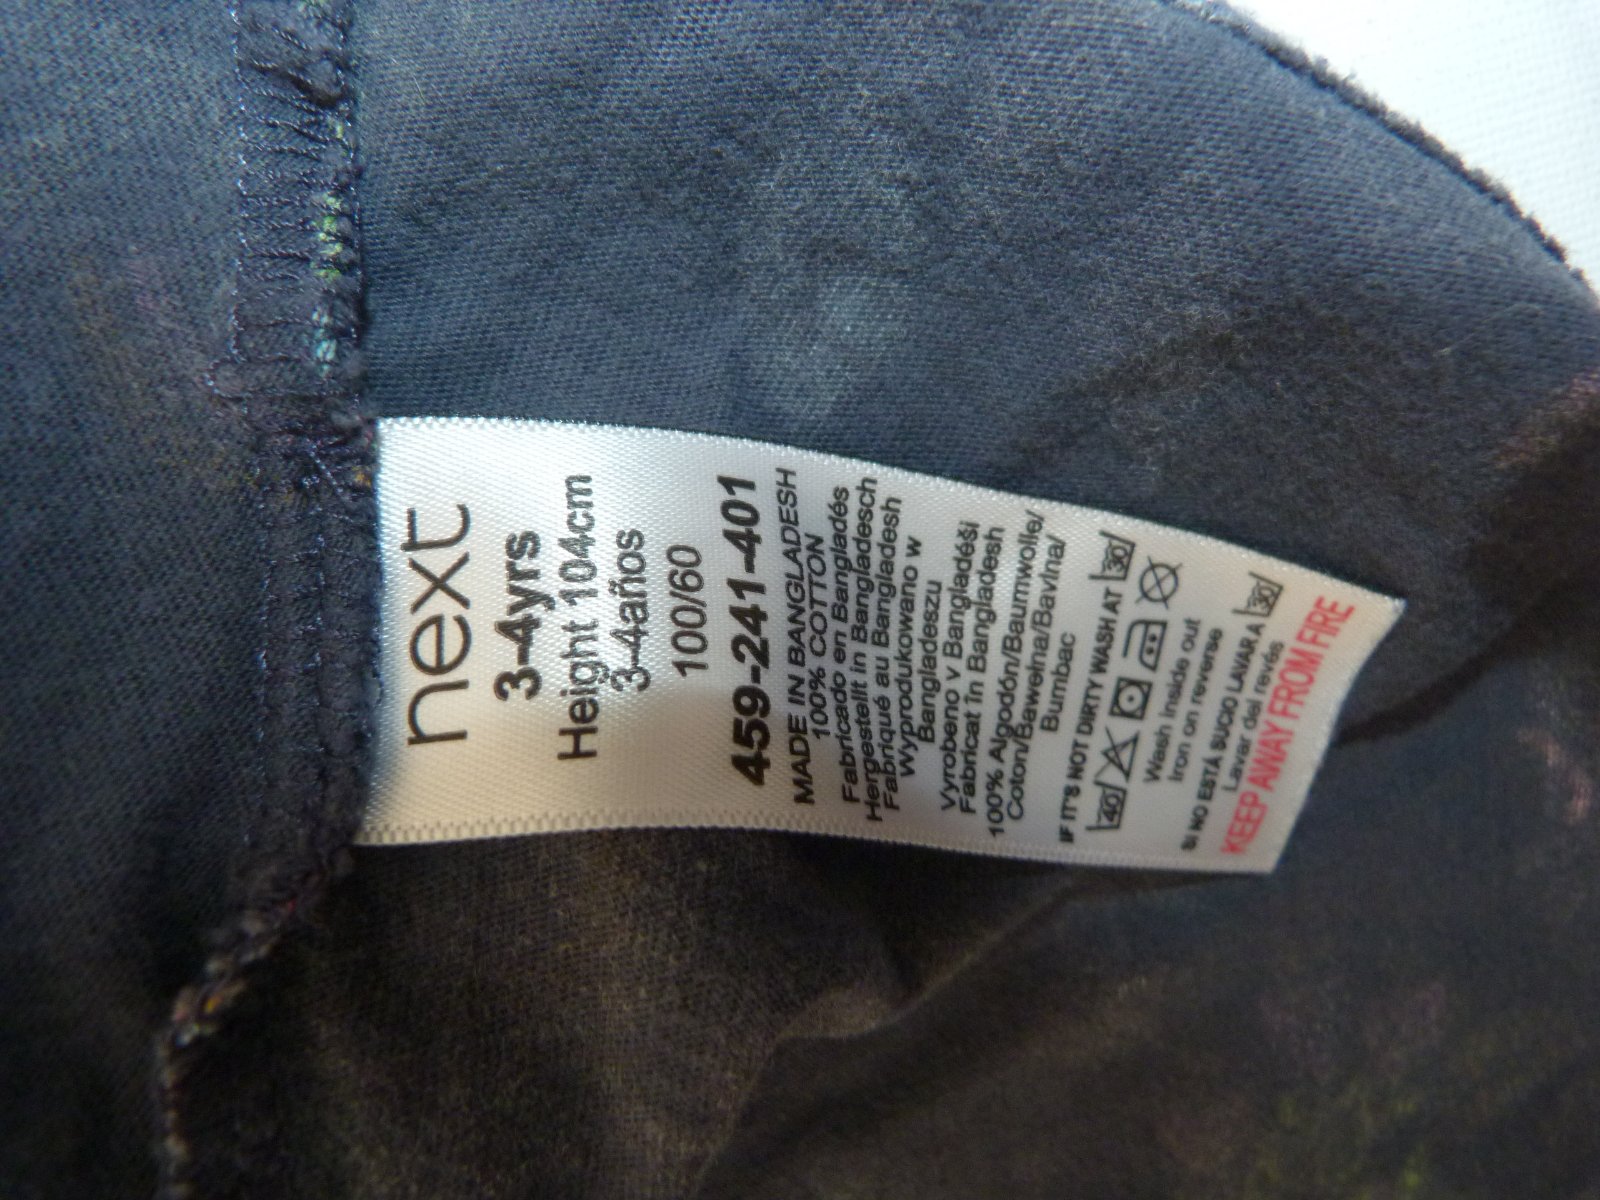 next
3-4yrs
Height 104cm
3-4años
100/60
459-241-401
MADE IN BANGLADESH
100% COTTON
Fabricado en Bangladés
Hergestellt in Bangladesch
Fabriqué au Bangladesh
Wyprodukowano w
Bangladeszu
Vyrobeno v Bangladéši
Fabricat în Bangladesh
100% Algodón/Baumwolle/
Coton/Bawełna/Bavlna/
Bumbac
IF IT'S NOT DIRTY WASH AT 30
40
Wash inside out
Iron on reverse
SI NO ESTÁ SUCIO LAVAR A 30
Lavar del revés
KEEP AWAY FROM FIRE